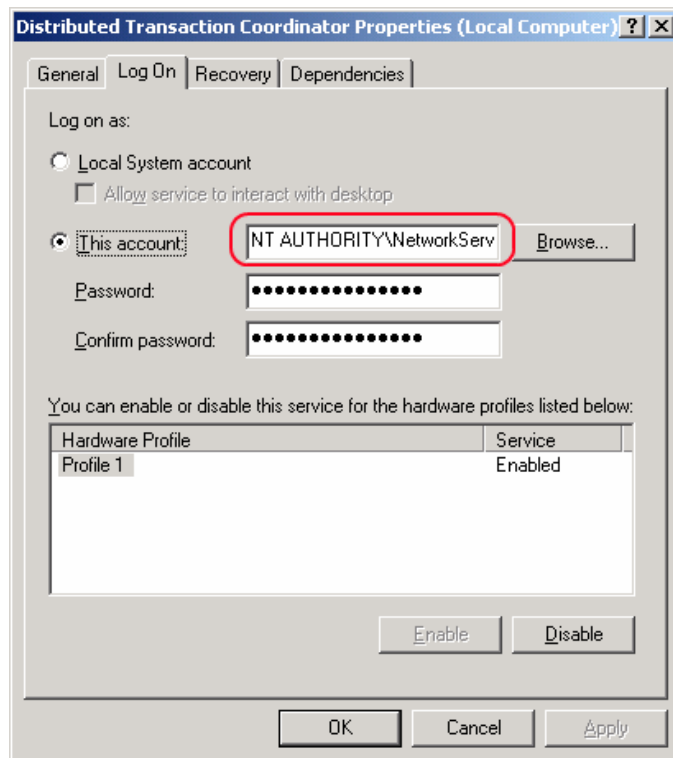 Distributed Transaction Coordinator Properties (Local Computer)
General Log On Recovery Dependencies
Log on as:
Local System account
Allow service to interact with desktop
This account: NT AUTHORITY\NetworkServ Browse...
Password: ●●●●●●●●●●●●●●●
Confirm password: ●●●●●●●●●●●●●●●
You can enable or disable this service for the hardware profiles listed below:
Hardware Profile Service
Profile 1 Enabled
Enable Disable
OK Cancel Apply